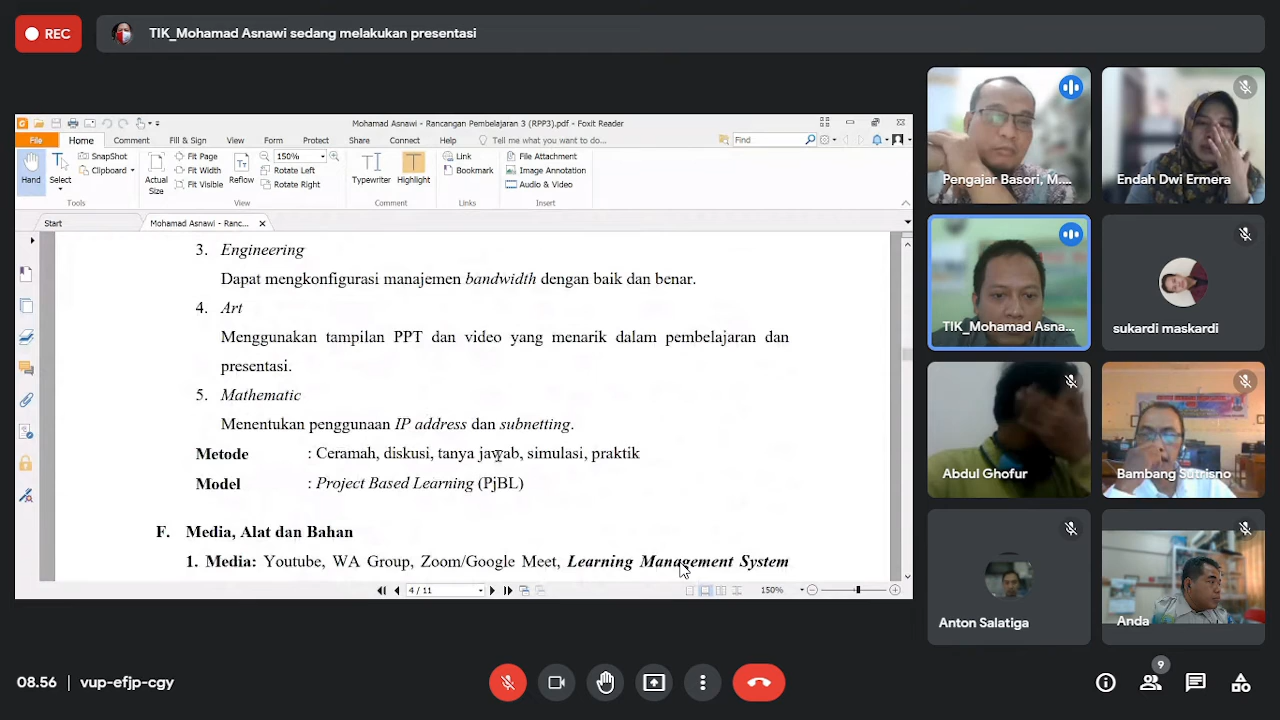 REC
TIK_Mohamad Asnawi sedang melakukan presentasi
Mohamad Asnawi - Rancangan Pembelajaran 3 (RPP3).pdf - Foxit Reader
File Home Comment Fill & Sign View Form Protect Share Connect Help Tell me what you want to do... Find
Hand
Select
SnapShot
Clipboard
Actual Size
Fit Page
Fit Width
Fit Visible
Reflow
150%
Rotate Left
Rotate Right
Typewriter
Highlight
Link
Bookmark
File Attachment
Image Annotation
Audio & Video
Tools View Comment Links Insert
Start Mohamad Asnawi - Ranc...
3. Engineering
Dapat mengkonfigurasi manajemen bandwidth dengan baik dan benar.
4. Art
Menggunakan tampilan PPT dan video yang menarik dalam pembelajaran dan
presentasi.
5. Mathematic
Menentukan penggunaan IP address dan subnetting.
Metode : Ceramah, diskusi, tanya jawab, simulasi, praktik
Model : Project Based Learning (PjBL)
F. Media, Alat dan Bahan
1. Media: Youtube, WA Group, Zoom/Google Meet, Learning Management System
4 / 11
150%
Pengajar Basori, M....
Endah Dwi Ermera
TIK_Mohamad Asna...
sukardi maskardi
Abdul Ghofur
Bambang Sutrisno
Anton Salatiga
Anda
08.56 | vup-efjp-cgy
9